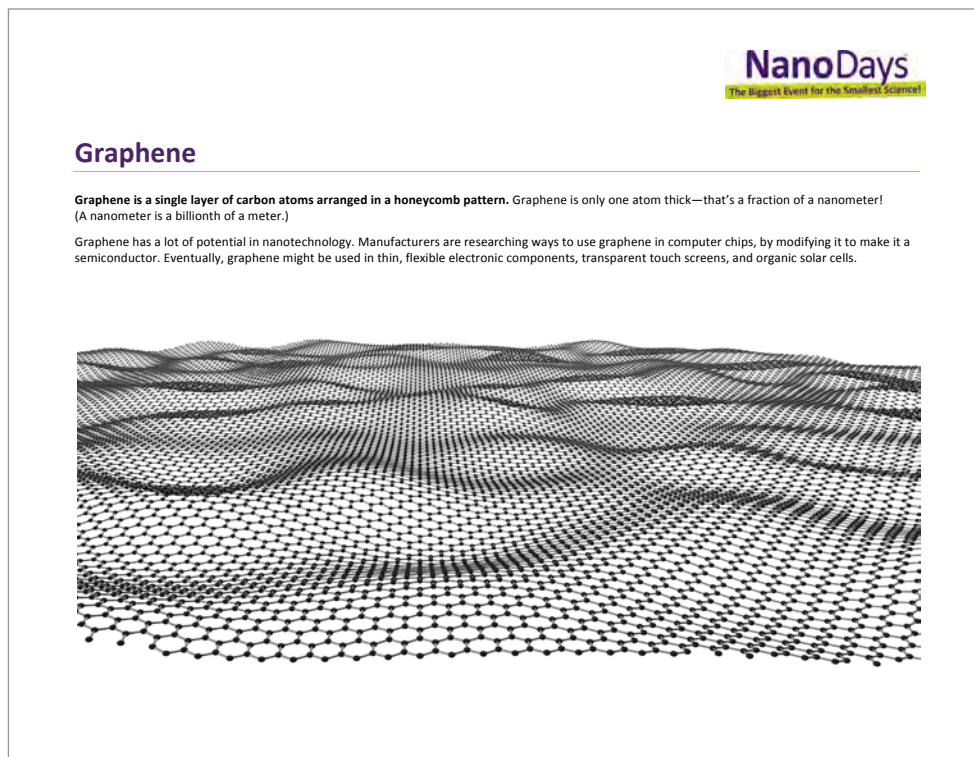 NanoDays
The Biggest Event for the Smallest Science!
Graphene
Graphene is a single layer of carbon atoms arranged in a honeycomb pattern. Graphene is only one atom thick—that’s a fraction of a nanometer!
(A nanometer is a billionth of a meter.)
Graphene has a lot of potential in nanotechnology. Manufacturers are researching ways to use graphene in computer chips, by modifying it to make it a
semiconductor. Eventually, graphene might be used in thin, flexible electronic components, transparent touch screens, and organic solar cells.